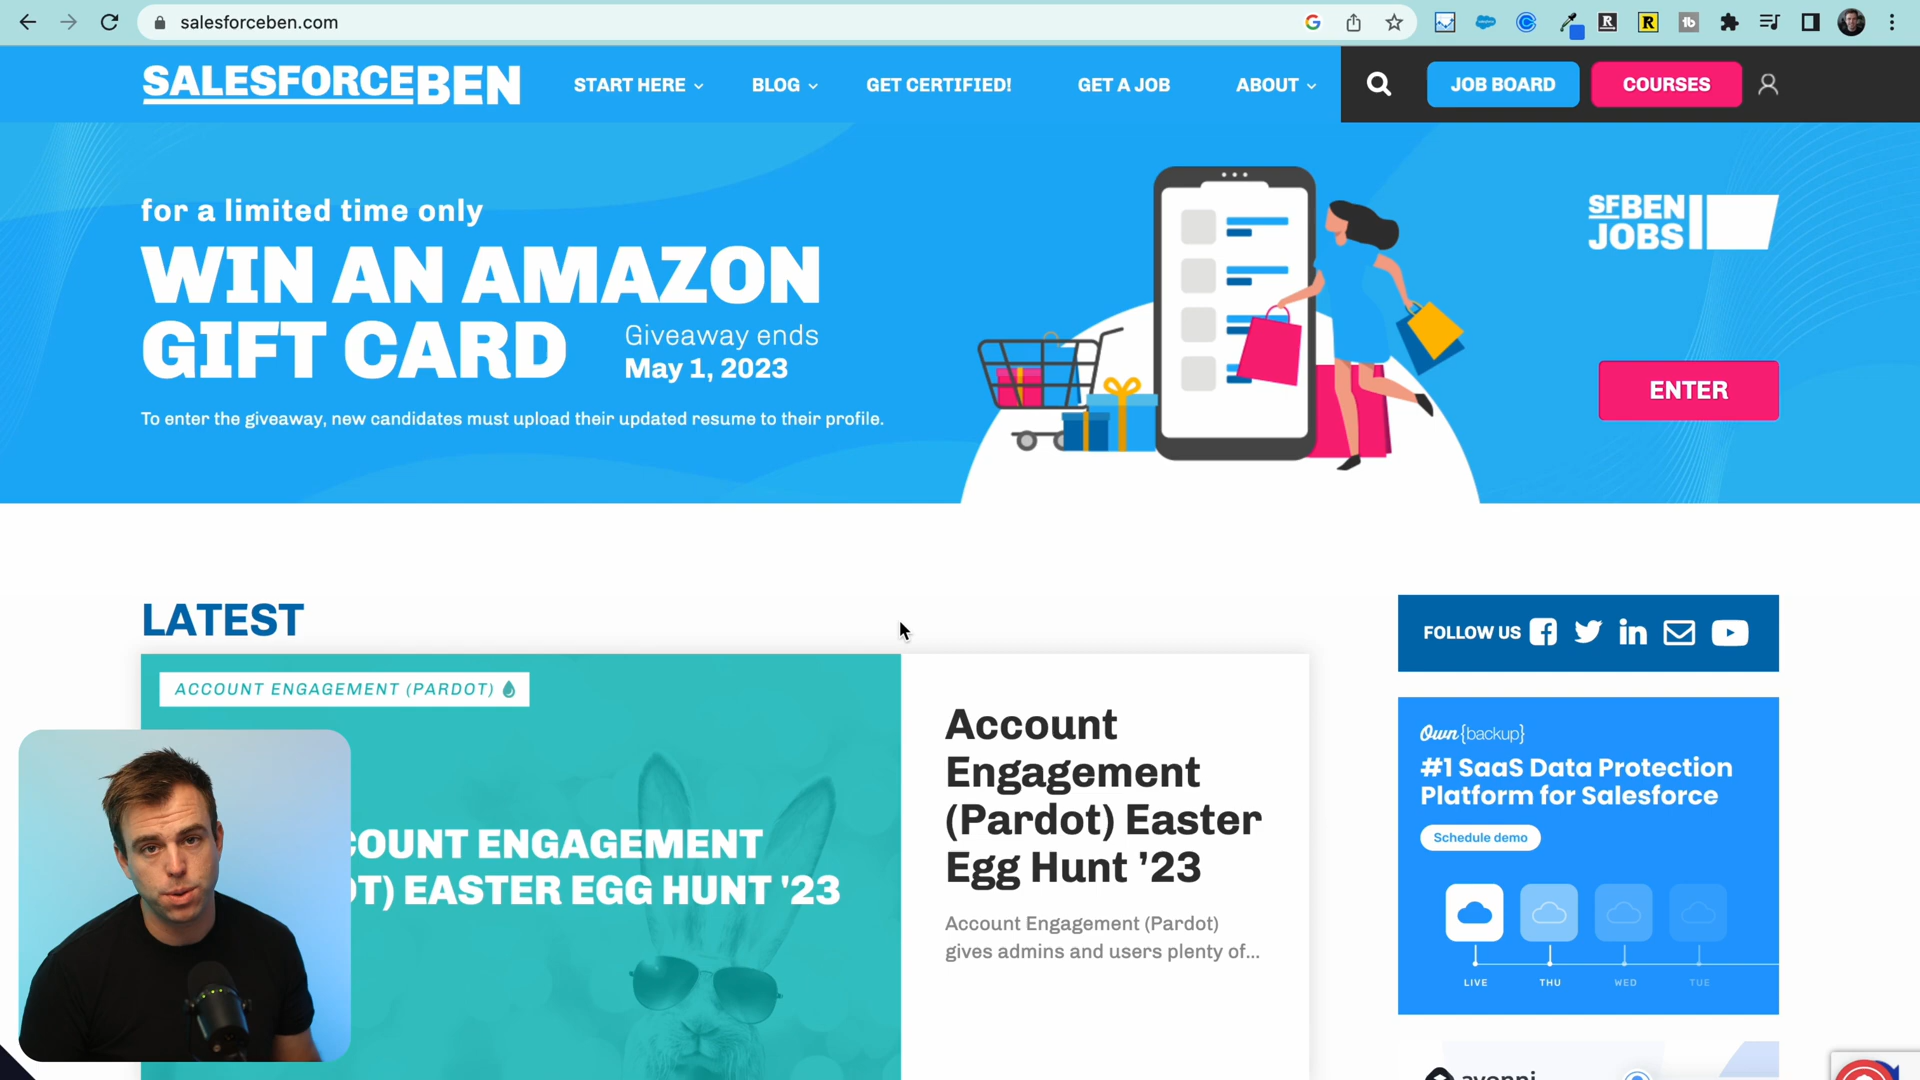 salesforceben.com
SALESFORCEBEN
START HERE
BLOG
GET CERTIFIED!
GET A JOB
ABOUT
JOB BOARD
COURSES
for a limited time only
WIN AN AMAZON
GIFT CARD
Giveaway ends
May 1, 2023
To enter the giveaway, new candidates must upload their updated resume to their profile.
SFBEN
JOBS
ENTER
LATEST
FOLLOW US
ACCOUNT ENGAGEMENT (PARDOT)
COUNT ENGAGEMENT
OT) EASTER EGG HUNT '23
Account
Engagement
(Pardot) Easter
Egg Hunt ’23
Account Engagement (Pardot)
gives admins and users plenty of...
Own{backup}
#1 SaaS Data Protection
Platform for Salesforce
Schedule demo
LIVE
THU
WED
TUE